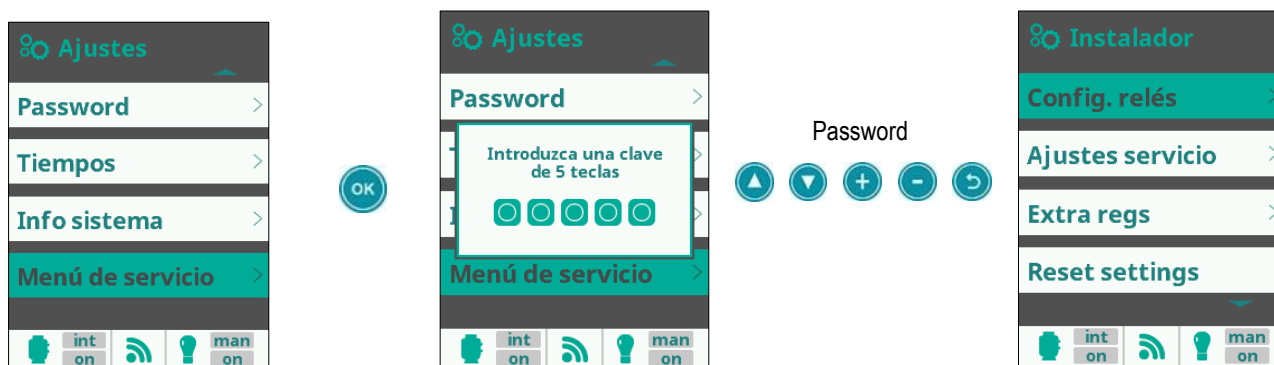 Ajustes
Password
Tiempos
Info sistema
Menú de servicio
int
on
man
on
OK
Ajustes
Password
Introduzca una clave
de 5 teclas
Menú de servicio
int
on
man
on
Password
Instalador
Config. relés
Ajustes servicio
Extra regs
Reset settings
int
on
man
on